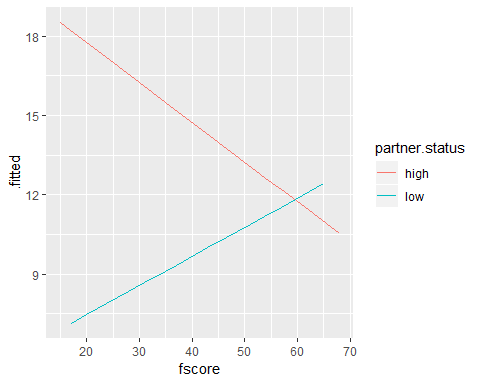 18
15
12
9
.fitted
20 30 40 50 60 70
fscore
partner.status
high
low